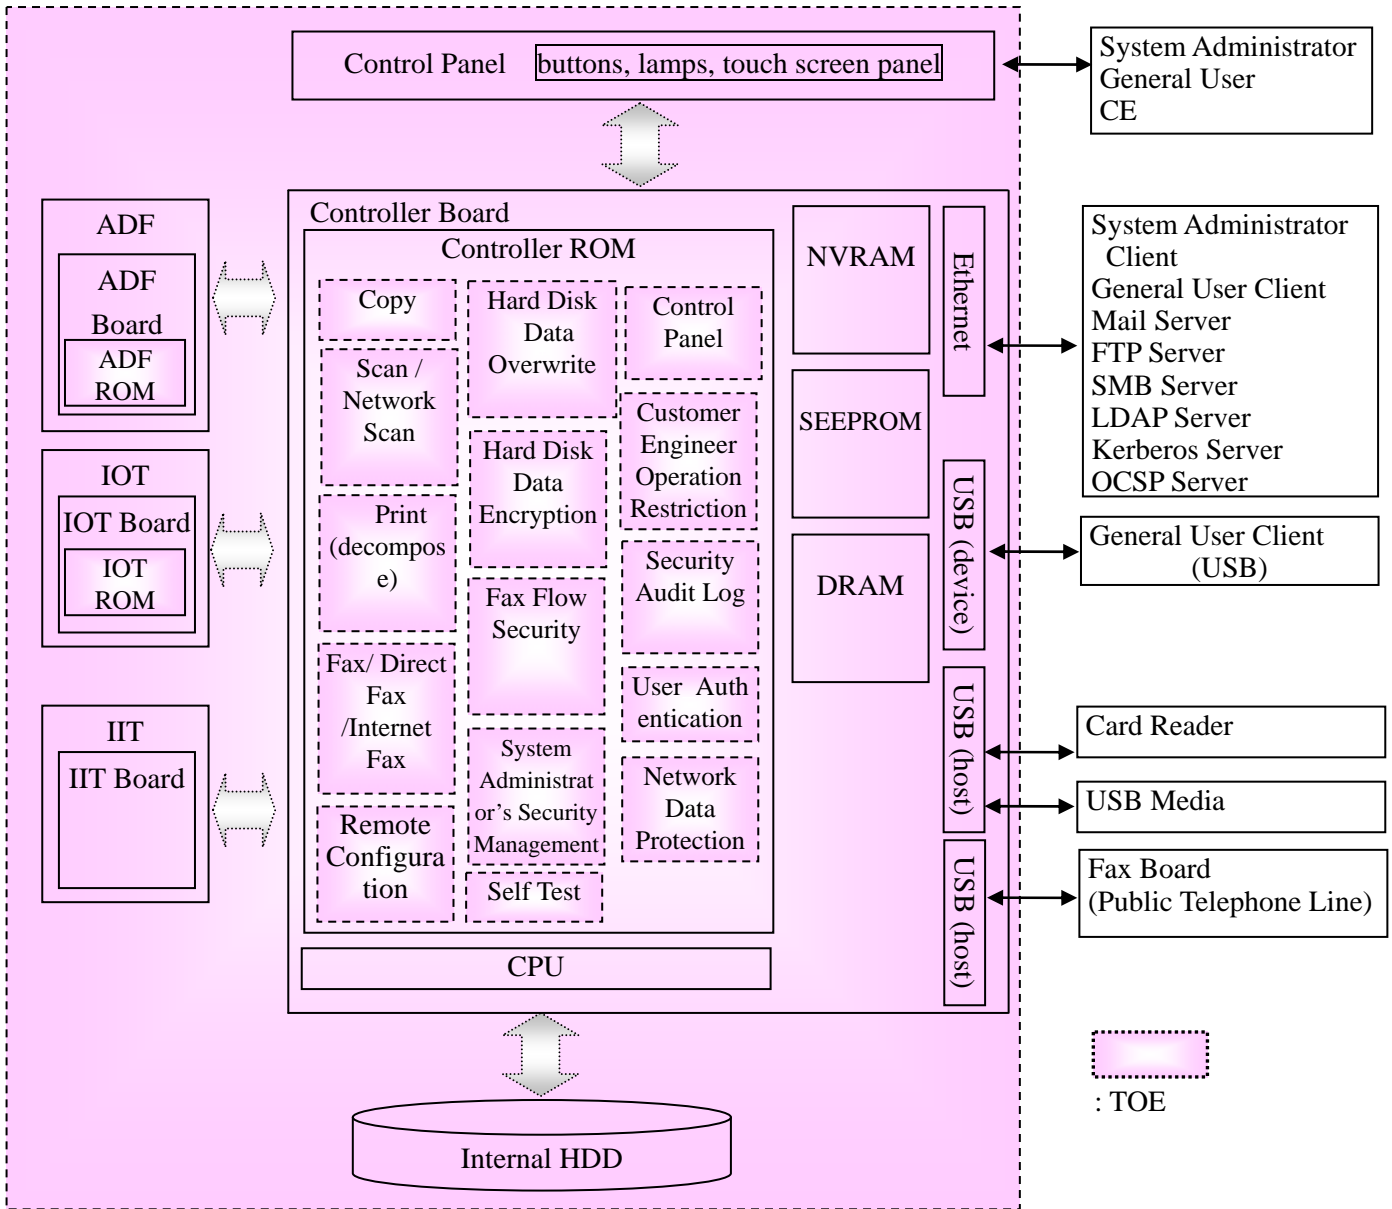 Control Panel
buttons, lamps, touch screen panel
System Administrator
General User
CE
ADF
ADF
Board
ADF
ROM
IOT
IOT Board
IOT
ROM
IIT
IIT Board
Controller Board
Controller ROM
Copy
Scan /
Network
Scan
Print
(decompos
e)
Fax/ Direct
Fax
/Internet
Fax
Remote
Configura
tion
Hard Disk
Data
Overwrite
Hard Disk
Data
Encryption
Fax Flow
Security
System
Administrat
or’s Security
Management
Self Test
Control
Panel
Customer
Engineer
Operation
Restriction
Security
Audit Log
User Auth
entication
Network
Data
Protection
CPU
NVRAM
SEEPROM
DRAM
Ethernet
USB (device)
USB (host)
USB (host)
System Administrator
Client
General User Client
Mail Server
FTP Server
SMB Server
LDAP Server
Kerberos Server
OCSP Server
General User Client
(USB)
Card Reader
USB Media
Fax Board
(Public Telephone Line)
Internal HDD
: TOE